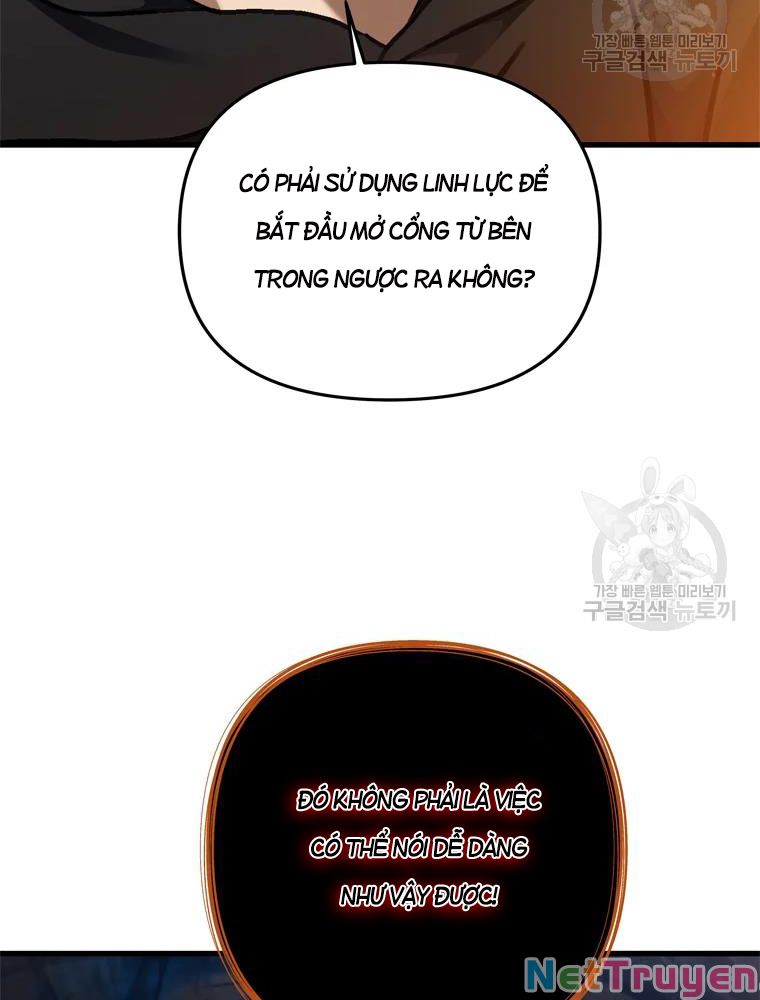 가장 빠른 웹툰 미리보기
구글검색 뉴토끼
CÓ PHẢI SỬ DỤNG LINH LỰC ĐỂ
BẮT ĐẦU MỞ CỔNG TỪ BÊN
TRONG NGƯỢC RA KHÔNG?
가장 빠른 웹툰 미리보기
구글검색 뉴토끼
ĐÓ KHÔNG PHẢI LÀ VIỆC
CÓ THỂ NÓI DỄ DÀNG
NHƯ VẬY ĐƯỢC!
NetTruyen